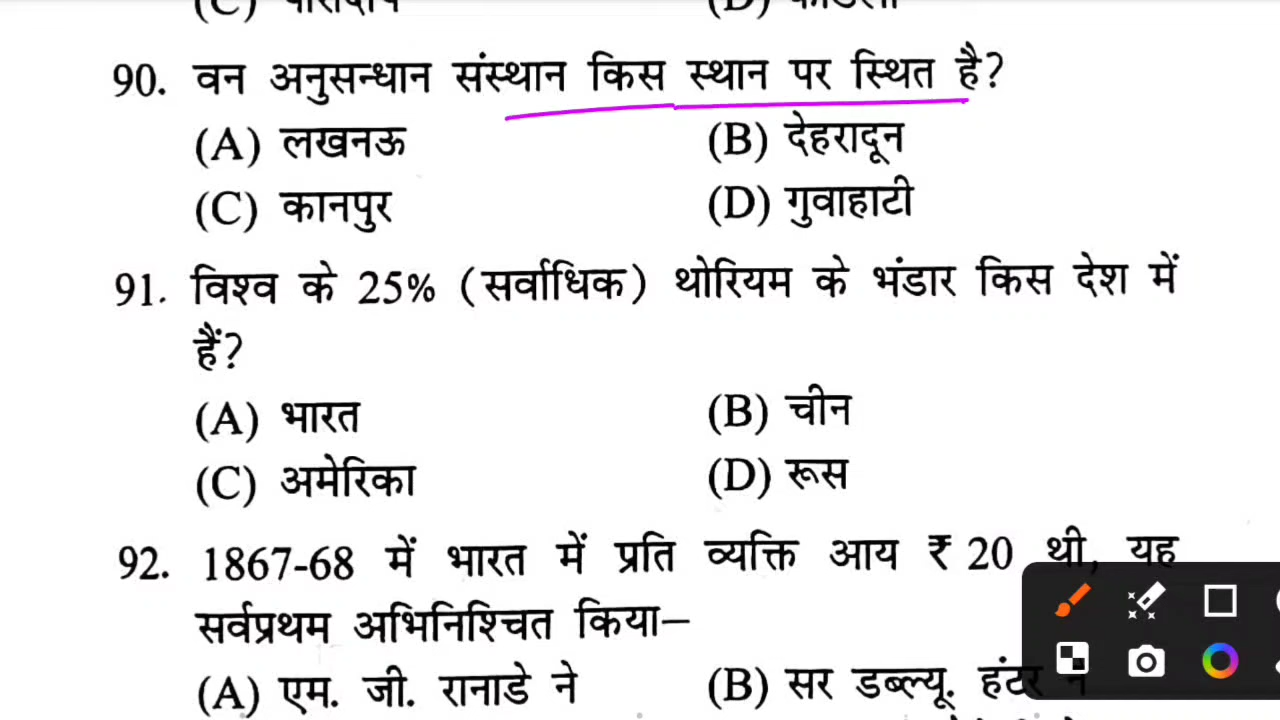 (C) पारादीप (D) कांडला
90. वन अनुसन्धान संस्थान किस स्थान पर स्थित है?
(A) लखनऊ (B) देहरादून
(C) कानपुर (D) गुवाहाटी
91. विश्व के 25% (सर्वाधिक) थोरियम के भंडार किस देश में
हैं?
(A) भारत (B) चीन
(C) अमेरिका (D) रूस
92. 1867-68 में भारत में प्रति व्यक्ति आय ₹ 20 थी, यह
सर्वप्रथम अभिनिश्चित किया–
(A) एम. जी. रानाडे ने (B) सर डब्ल्यू. हंटर ने